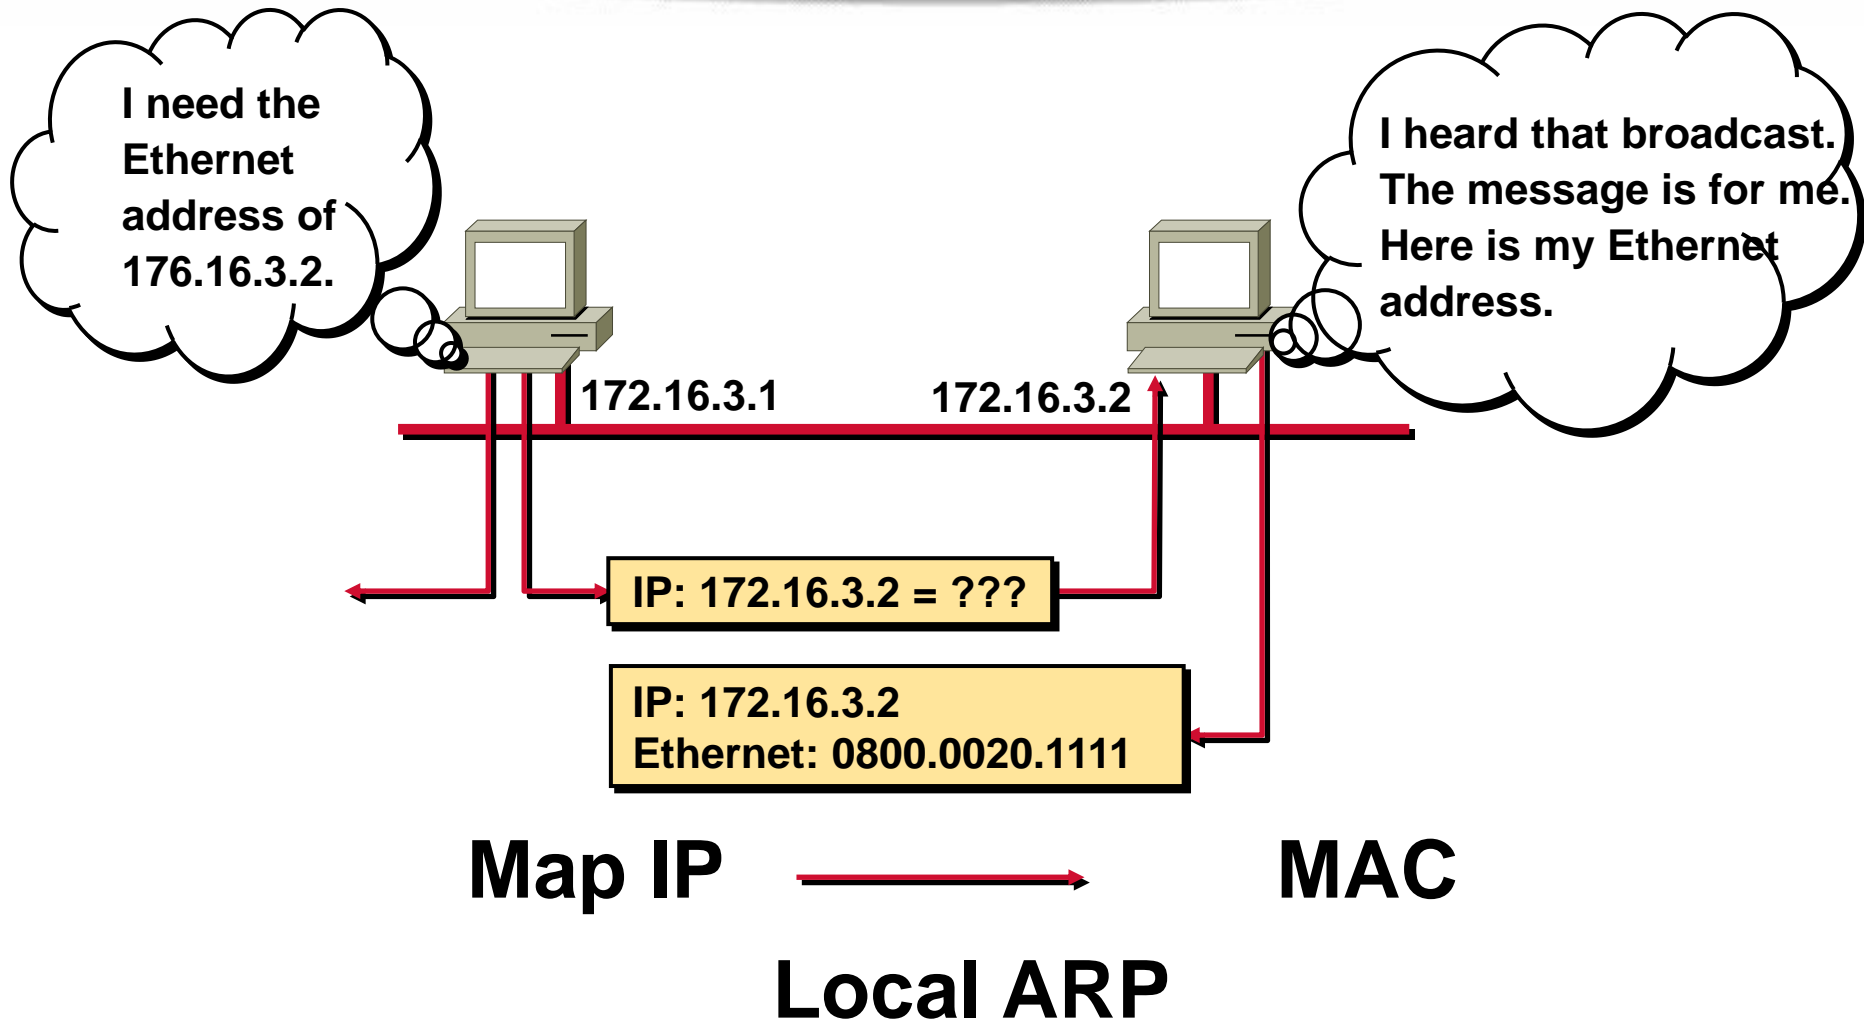 I need the
Ethernet
address of
176.16.3.2.
I heard that broadcast.
The message is for me.
Here is my Ethernet
address.
172.16.3.1
172.16.3.2
IP: 172.16.3.2 = ???
IP: 172.16.3.2
Ethernet: 0800.0020.1111
Map IP
MAC
Local ARP